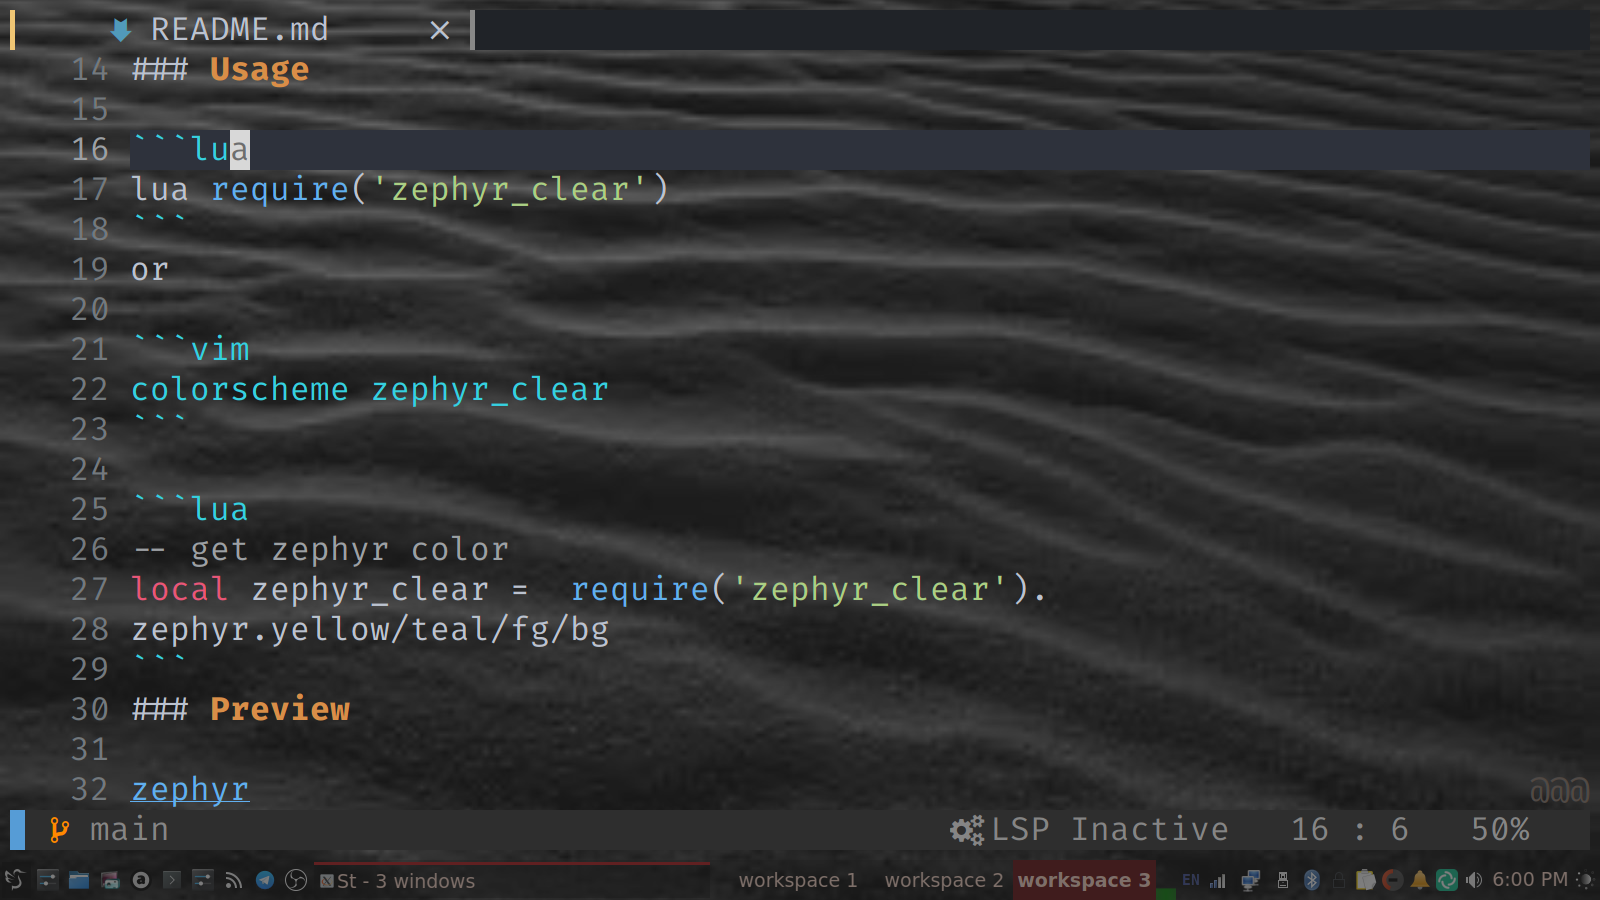 README.md ×
14 ### Usage
15
16 ```lua
17 lua require('zephyr_clear')
18 ```
19 or
20
21 ```vim
22 colorscheme zephyr_clear
23 ```
24
25 ```lua
26 -- get zephyr color
27 local zephyr_clear =  require('zephyr_clear').
28 zephyr.yellow/teal/fg/bg
29 ```
30 ### Preview
31
32 zephyr
@@@
main LSP Inactive 16 : 6 50%
St - 3 windows workspace 1 workspace 2 workspace 3 EN 6:00 PM